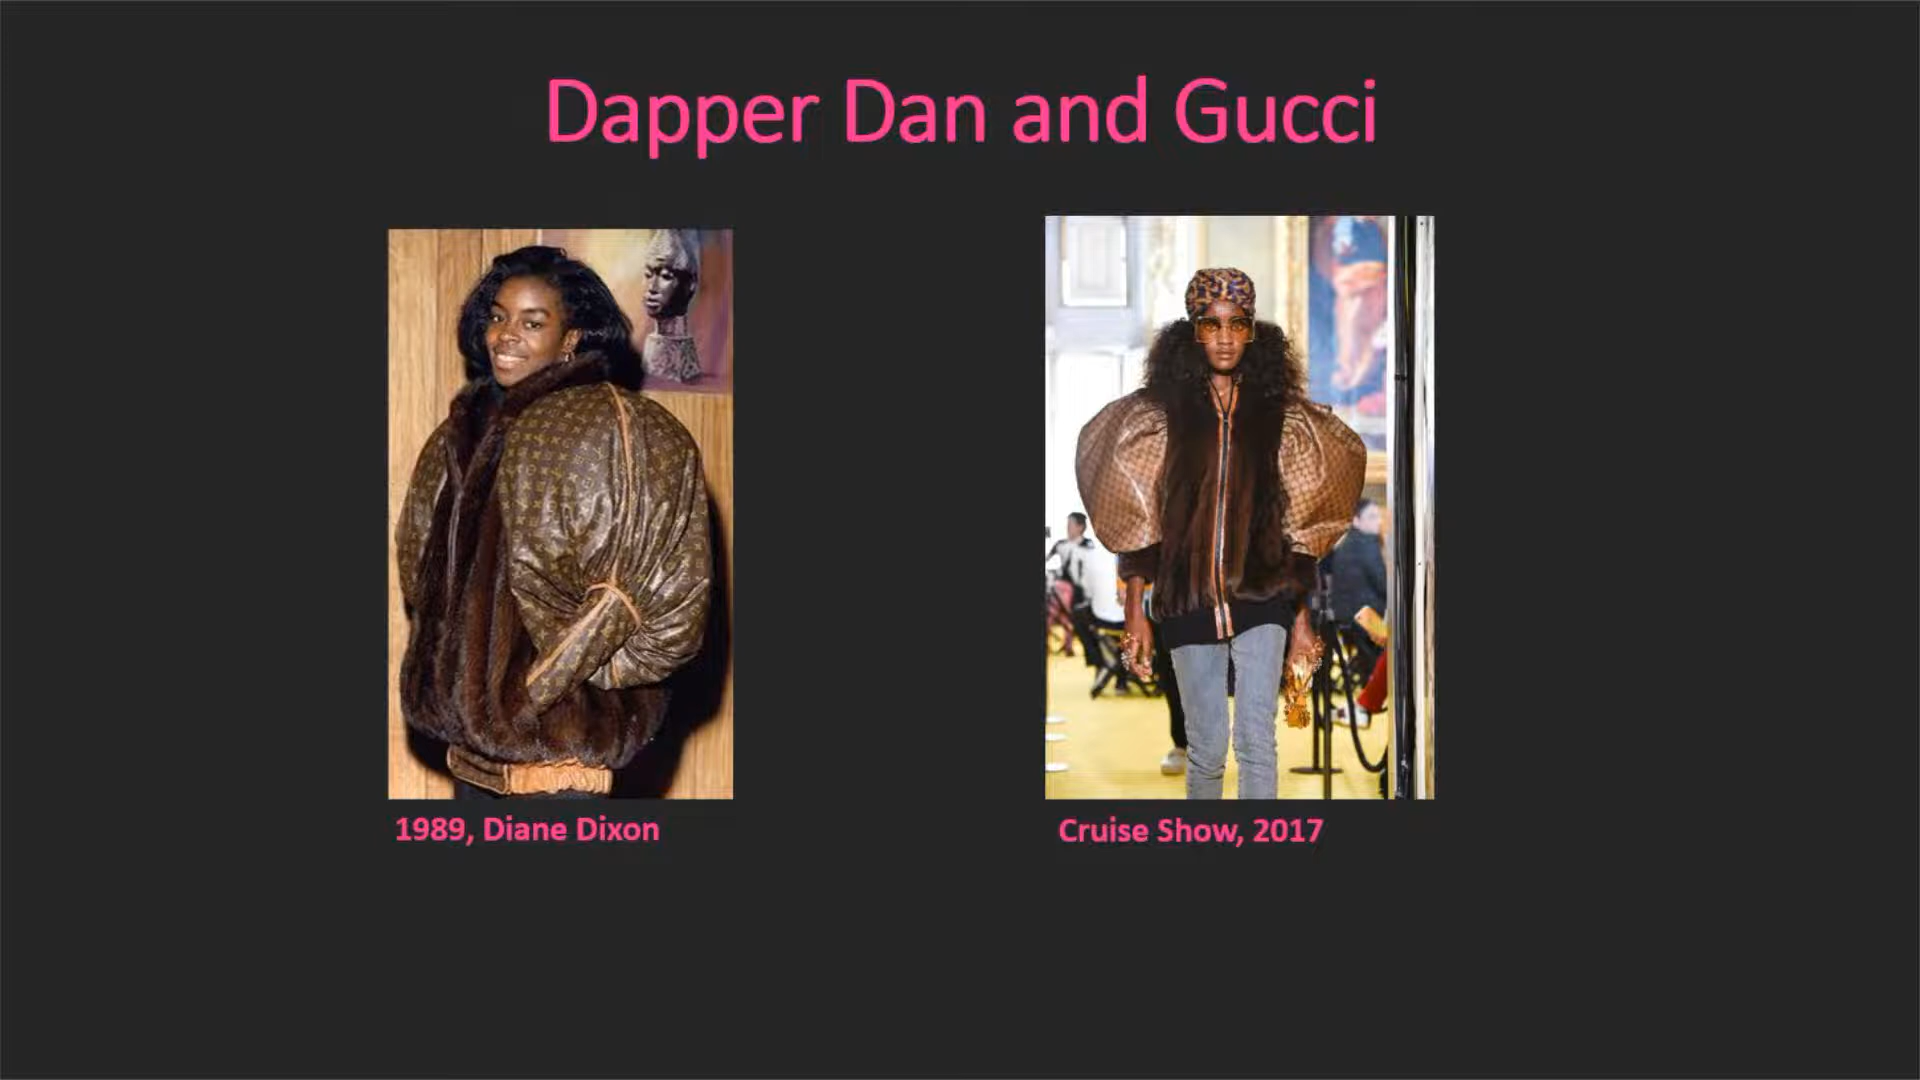 Dapper Dan and Gucci
1989, Diane Dixon
Cruise Show, 2017